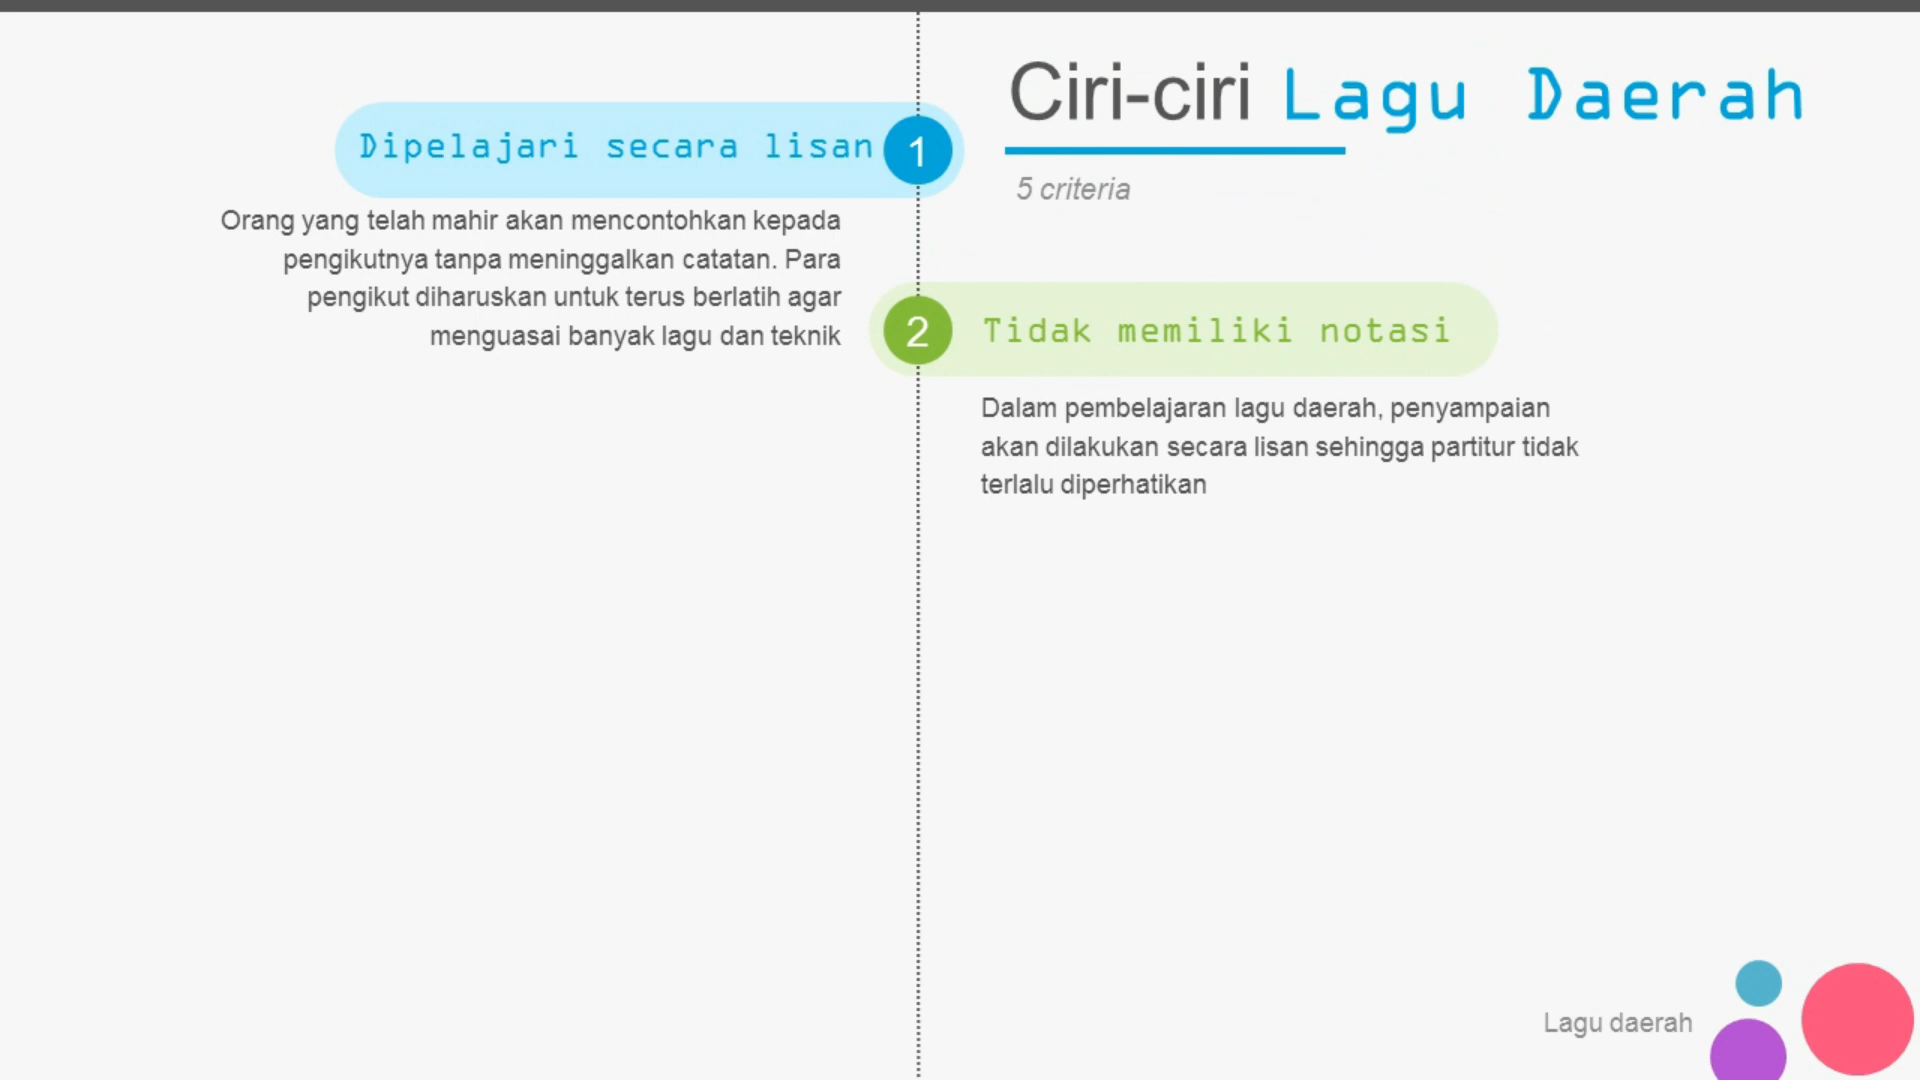 Ciri-ciri Lagu Daerah
5 criteria
Dipelajari secara lisan 1
Orang yang telah mahir akan mencontohkan kepada
pengikutnya tanpa meninggalkan catatan. Para
pengikut diharuskan untuk terus berlatih agar
menguasai banyak lagu dan teknik
2 Tidak memiliki notasi
Dalam pembelajaran lagu daerah, penyampaian
akan dilakukan secara lisan sehingga partitur tidak
terlalu diperhatikan
Lagu daerah